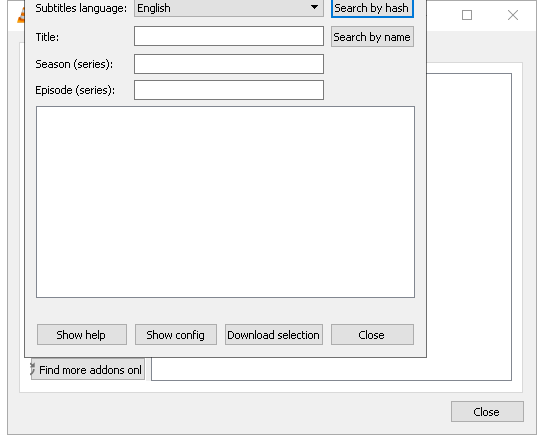 Subtitles language: English Search by hash
Title: Search by name
Season (series):
Episode (series):
Show help Show config Download selection Close
Find more addons onl
Close